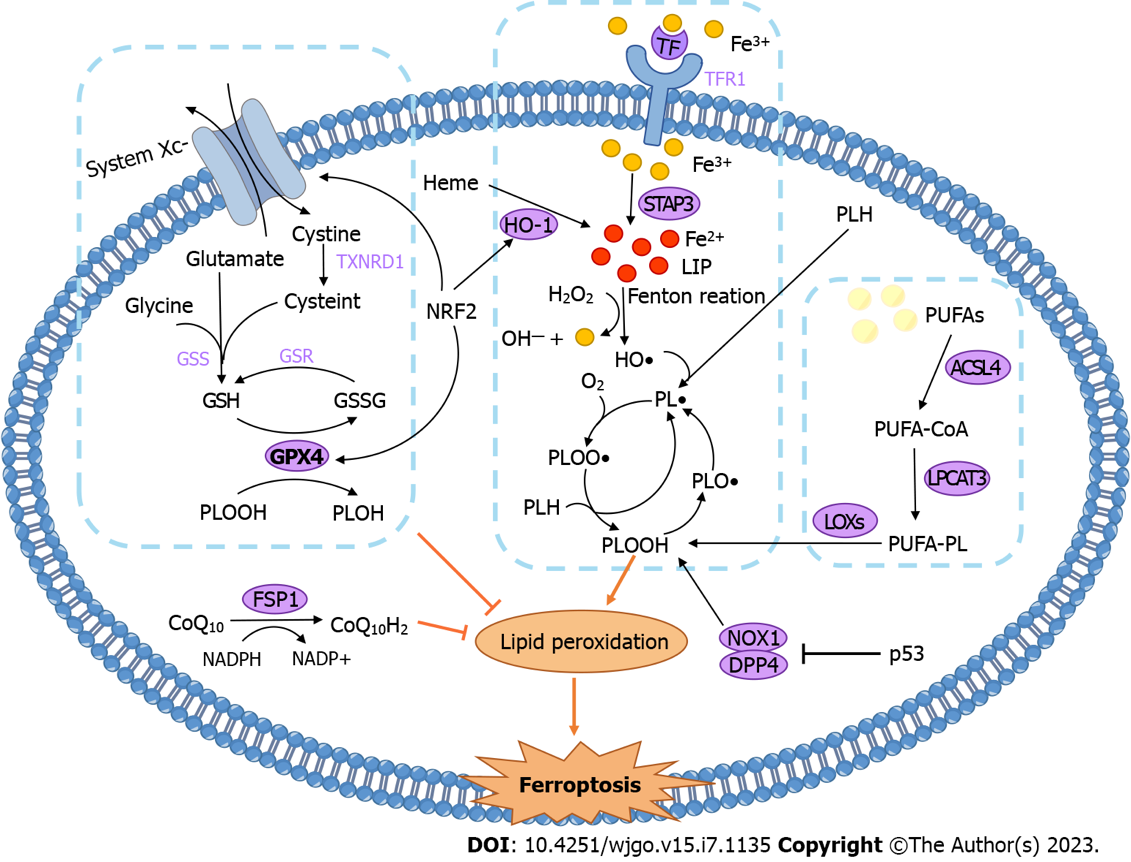 TF
Fe³⁺
TFR1
System Xc-
Fe³⁺
Heme
STAP3
HO-1
PLH
Cystine
Fe²⁺
Glutamate
TXNRD1
LIP
Cysteint
H₂O₂
Fenton reation
Glycine
NRF2
PUFAs
OH— +
GSS
GSR
HO•
ACSL4
O₂
GSH
GSSG
PL•
PUFA-CoA
GPX4
PLOO•
LPCAT3
PLO•
PLOOH
PLOH
PLH
LOXs
PLOOH
PUFA-PL
FSP1
CoQ₁₀
CoQ₁₀H₂
NADPH
NADP+
Lipid peroxidation
NOX1
DPP4
p53
Ferroptosis
DOI: 10.4251/wjgo.v15.i7.1135 Copyright ©The Author(s) 2023.